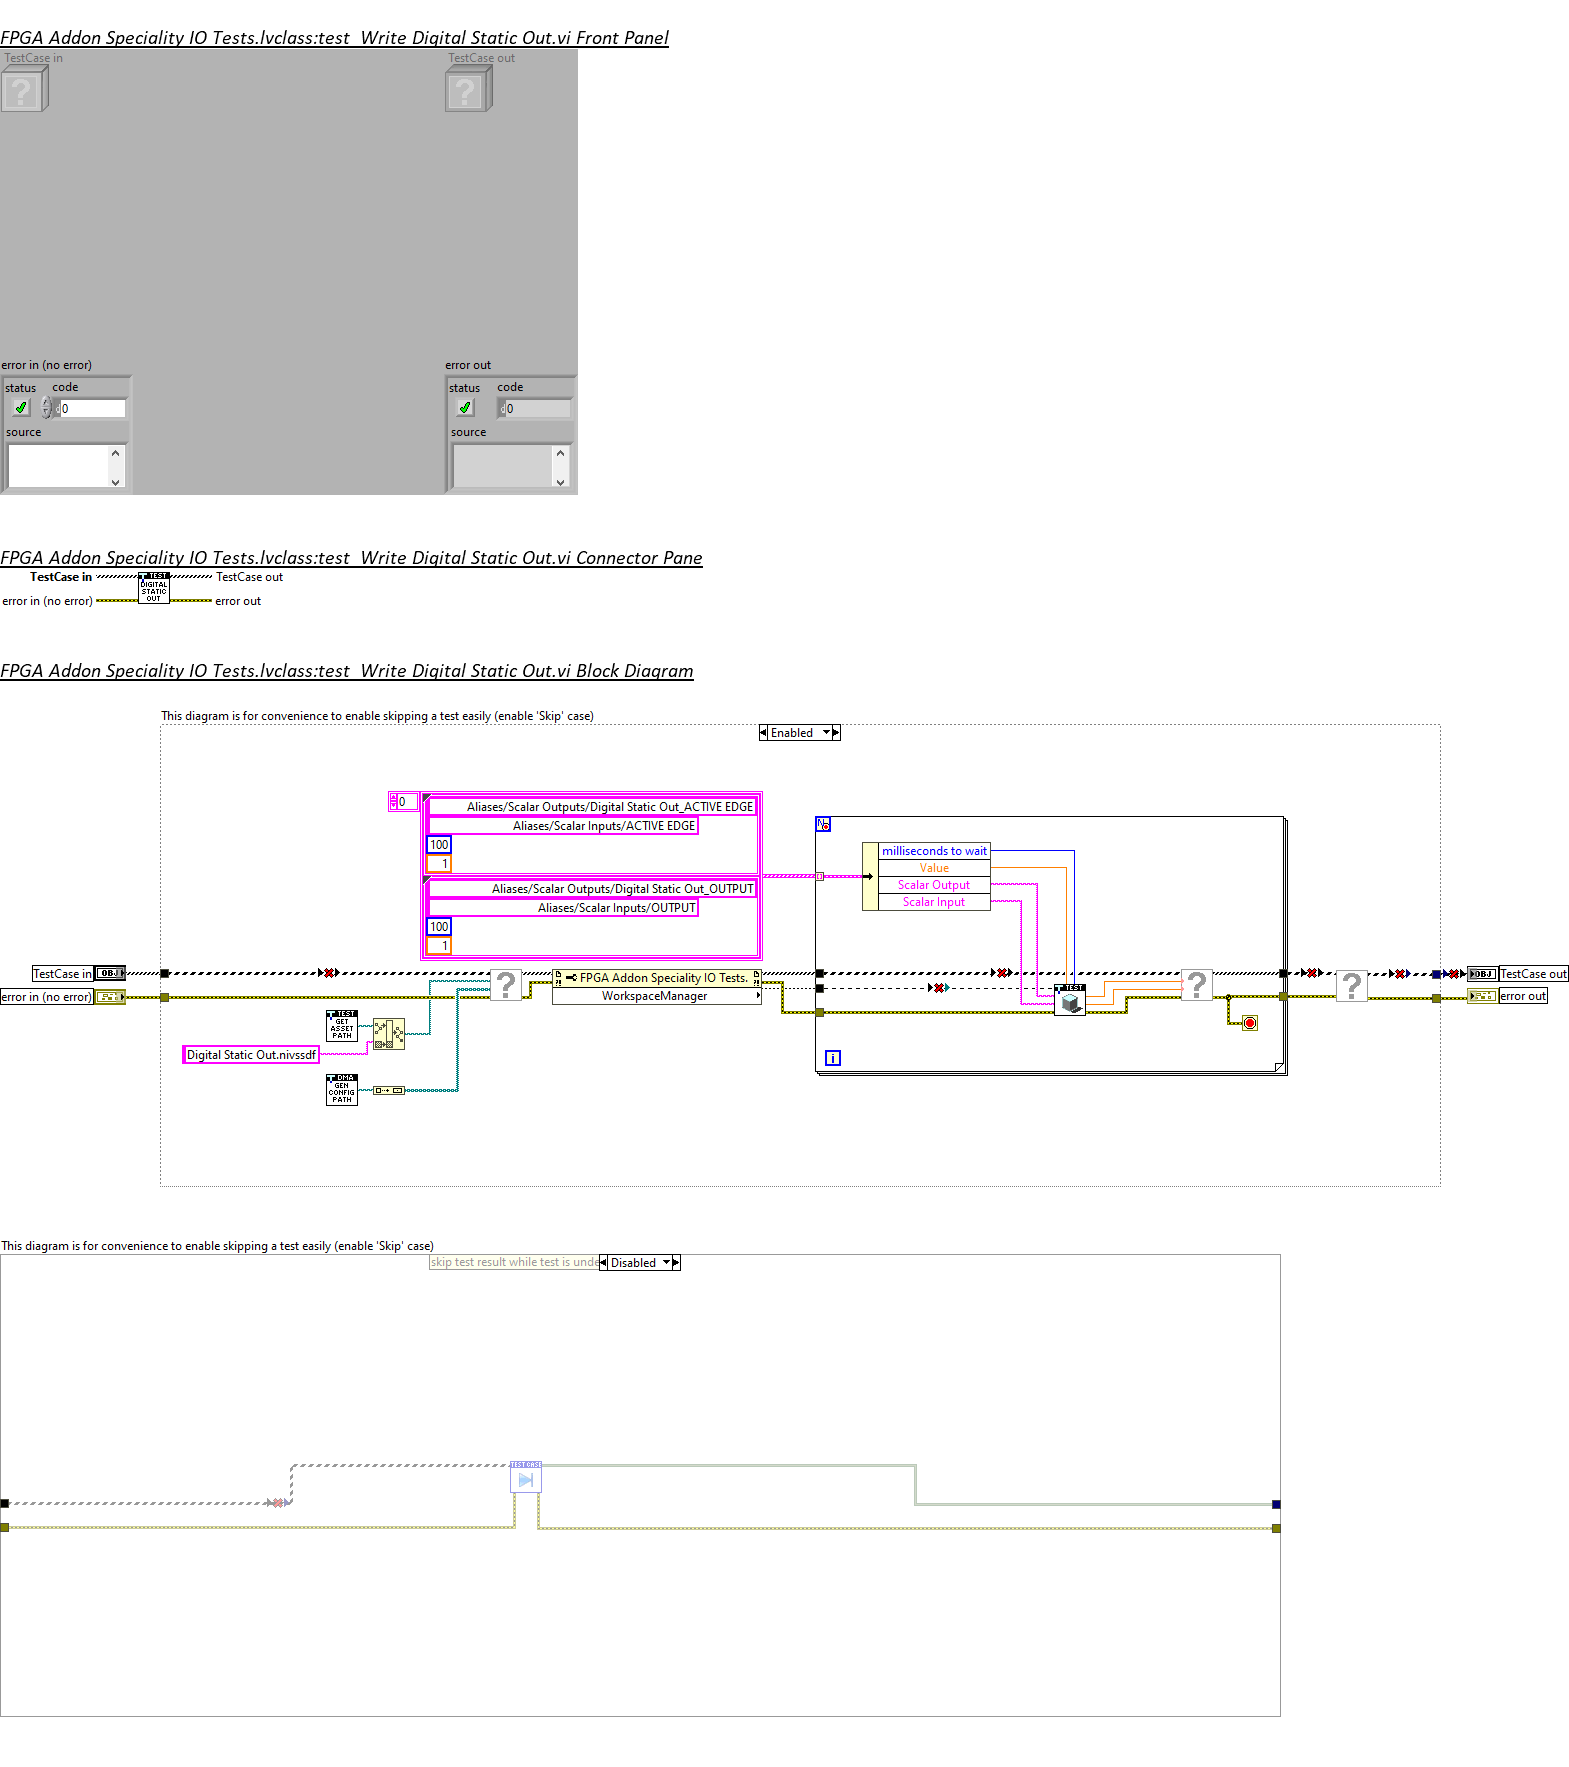 FPGA Addon Speciality IO Tests.lvclass:test_Write Digital Static Out.vi Front Panel
TestCase in
TestCase out
error in (no error)
error out
status code
status code
0
0
source
source
FPGA Addon Speciality IO Tests.lvclass:test_Write Digital Static Out.vi Connector Pane
TestCase in
TestCase out
TEST
DIGITAL
STATIC
OUT
error in (no error)
error out
FPGA Addon Speciality IO Tests.lvclass:test_Write Digital Static Out.vi Block Diagram
This diagram is for convenience to enable skipping a test easily (enable 'Skip' case)
Enabled
0
Aliases/Scalar Outputs/Digital Static Out_ACTIVE EDGE
Aliases/Scalar Inputs/ACTIVE EDGE
100
1
Aliases/Scalar Outputs/Digital Static Out_OUTPUT
Aliases/Scalar Inputs/OUTPUT
100
1
N
milliseconds to wait
Value
Scalar Output
Scalar Input
TestCase in
OBJ
FPGA Addon Speciality IO Tests.
OBJ
TestCase out
error in (no error)
WorkspaceManager
TEST
error out
TEST
GET
ASSET
PATH
Digital Static Out.nivssdf
i
DMA
GEN
CONFIG
PATH
This diagram is for convenience to enable skipping a test easily (enable 'Skip' case)
skip test result while test is unde
Disabled
TEST CASE